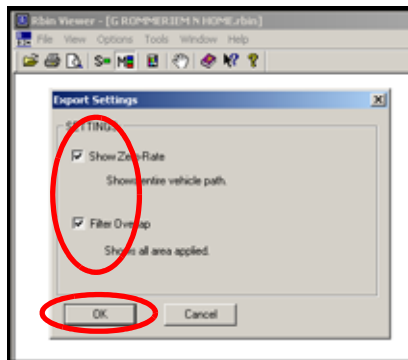 Rbin Viewer - [G ROMMERIEM N HOME.rbin]
File View Options Tools Window Help
S= M
Export Settings
SETTINGS
Show Zero-Rate
Shows entire vehicle path.
Filter Overlap
Shows all area applied.
OK Cancel